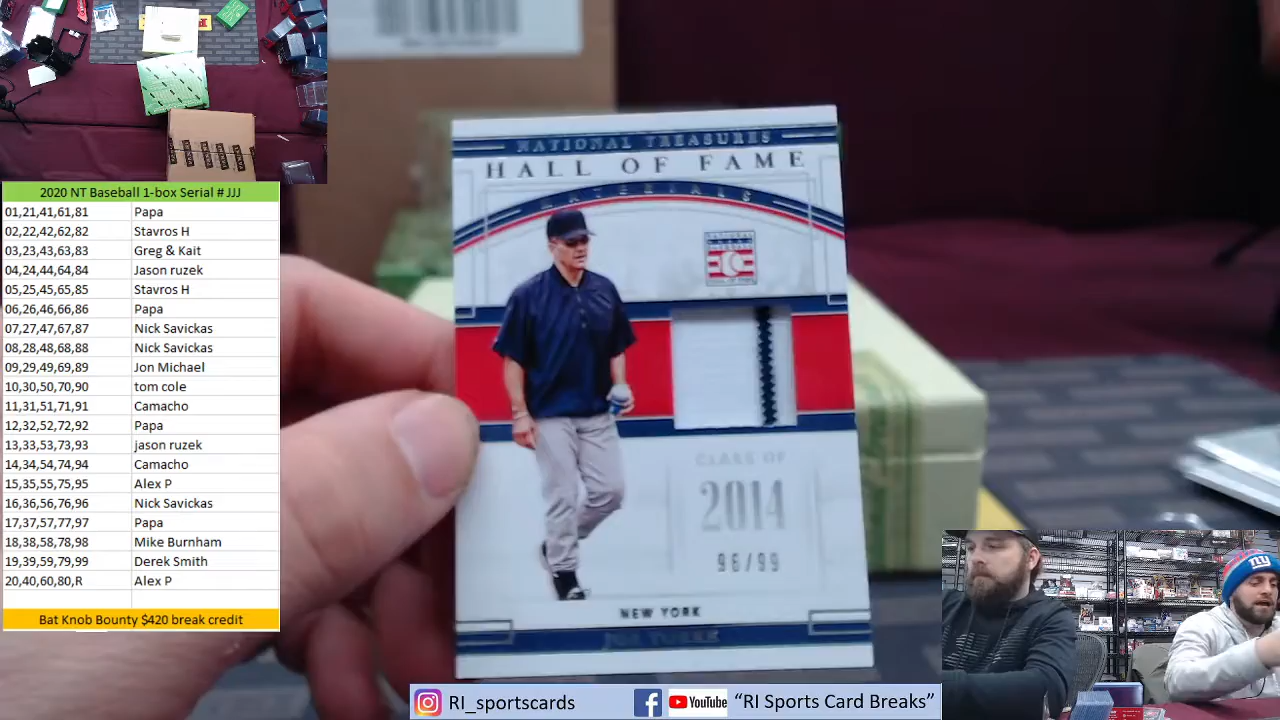 2020 NT Baseball 1-box Serial # JJJ
01,21,41,61,81 Papa
02,22,42,62,82 Stavros H
03,23,43,63,83 Greg & Kait
04,24,44,64,84 Jason ruzek
05,25,45,65,85 Stavros H
06,26,46,66,86 Papa
07,27,47,67,87 Nick Savickas
08,28,48,68,88 Nick Savickas
09,29,49,69,89 Jon Michael
10,30,50,70,90 tom cole
11,31,51,71,91 Camacho
12,32,52,72,92 Papa
13,33,53,73,93 jason ruzek
14,34,54,74,94 Camacho
15,35,55,75,95 Alex P
16,36,56,76,96 Nick Savickas
17,37,57,77,97 Papa
18,38,58,78,98 Mike Burnham
19,39,59,79,99 Derek Smith
20,40,60,80,R Alex P
Bat Knob Bounty $420 break credit
NATIONAL TREASURES
HALL OF FAME
MATERIALS
CLASS OF
2014
96/99
NEW YORK
RI_sportscards
YouTube
"RI Sports Card Breaks"